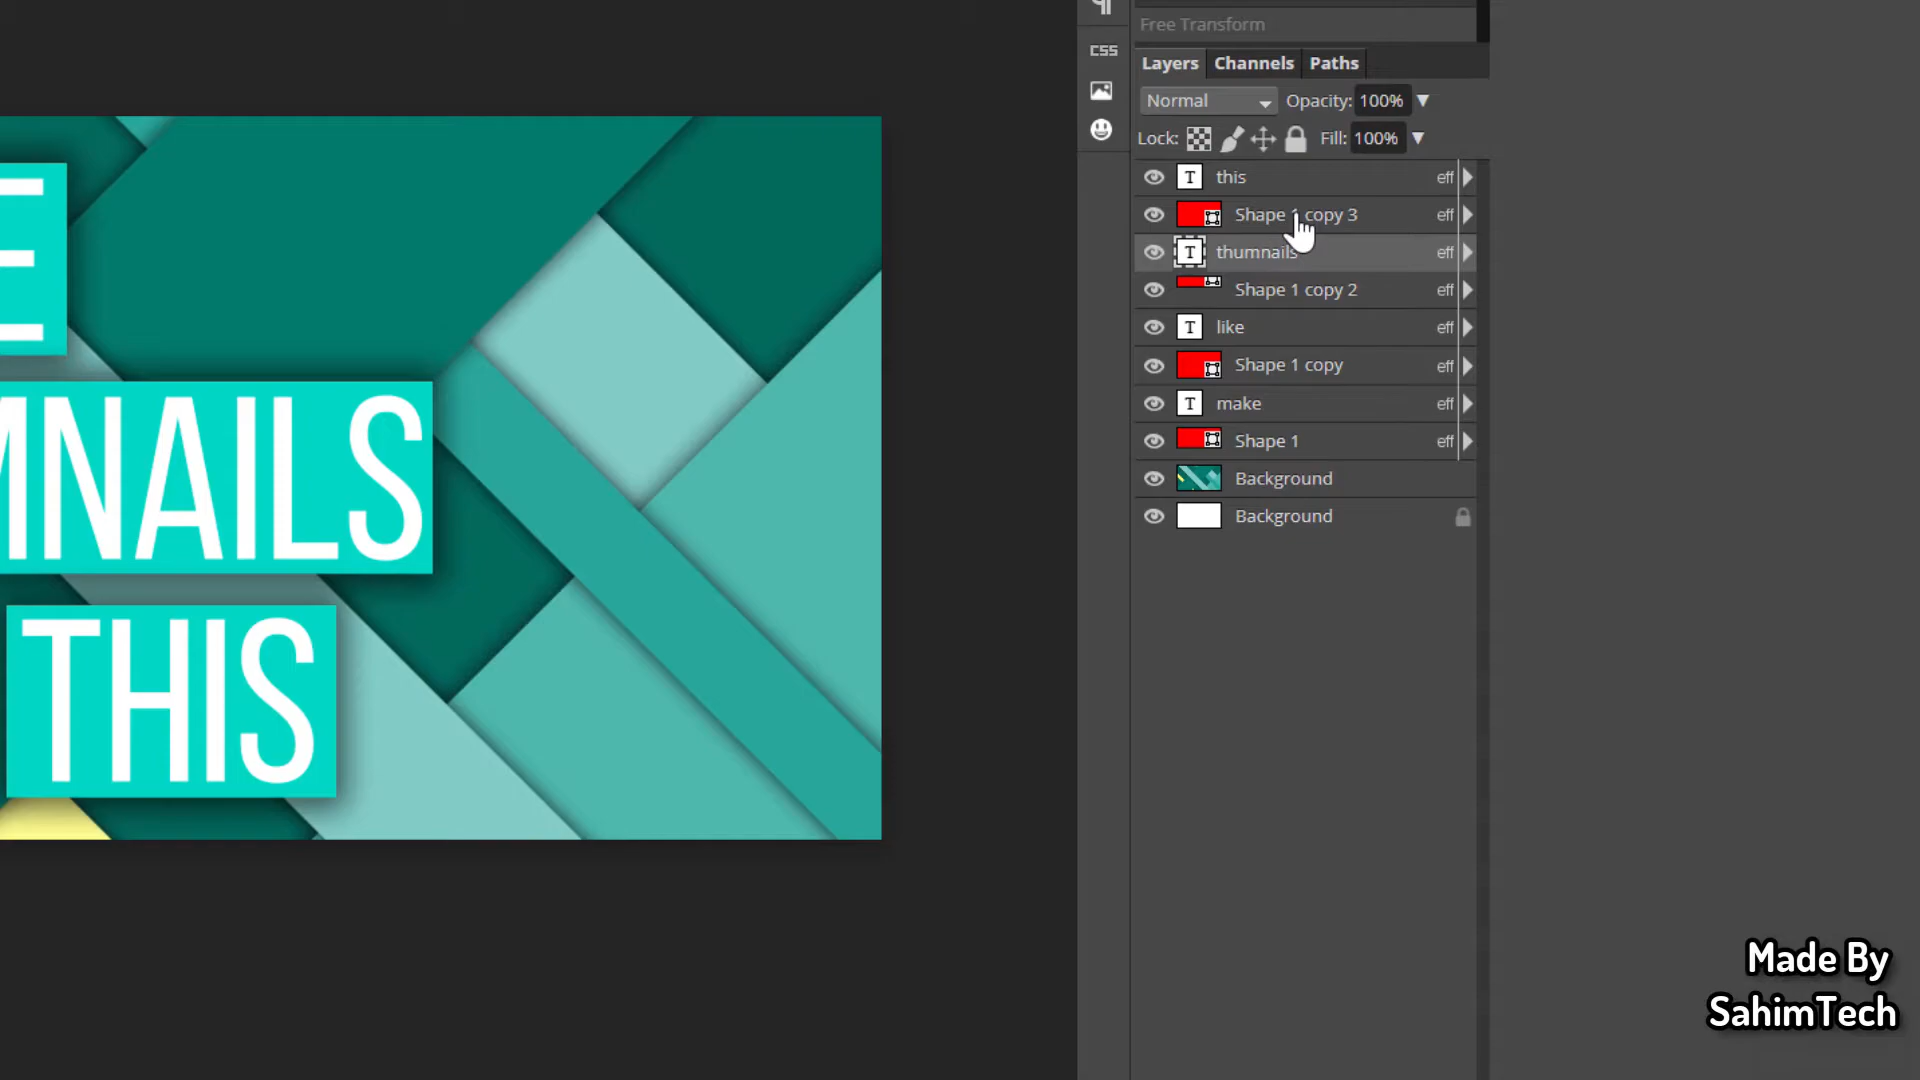 Free Transform
CSS
Layers Channels Paths
Normal Opacity: 100%
Lock: Fill: 100%
T this eff
Shape 1 copy 3 eff
T thumnails eff
Shape 1 copy 2 eff
T like eff
Shape 1 copy eff
T make eff
Shape 1 eff
Background
Background
E
MNAILS
THIS
Made By
SahimTech